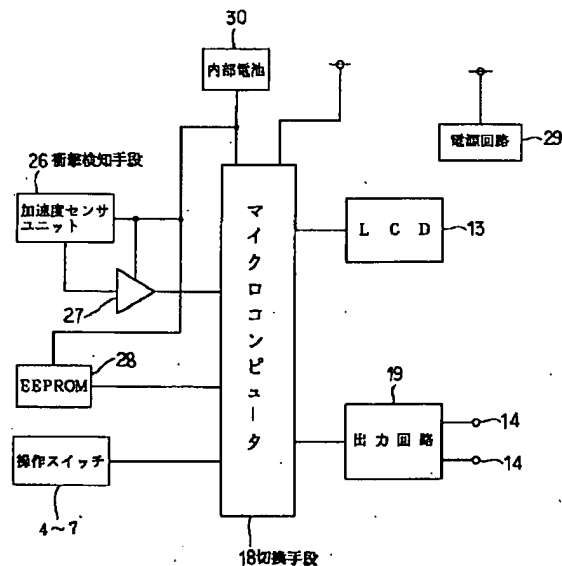 30
内部電池
電源回路
29
26衝撃検知手段
加速度センサ
ユニット
27
マイクロコンピュータ
LCD
13
28
EEPROM
19
出力回路
14
14
操作スイッチ
4～7
18切換手段